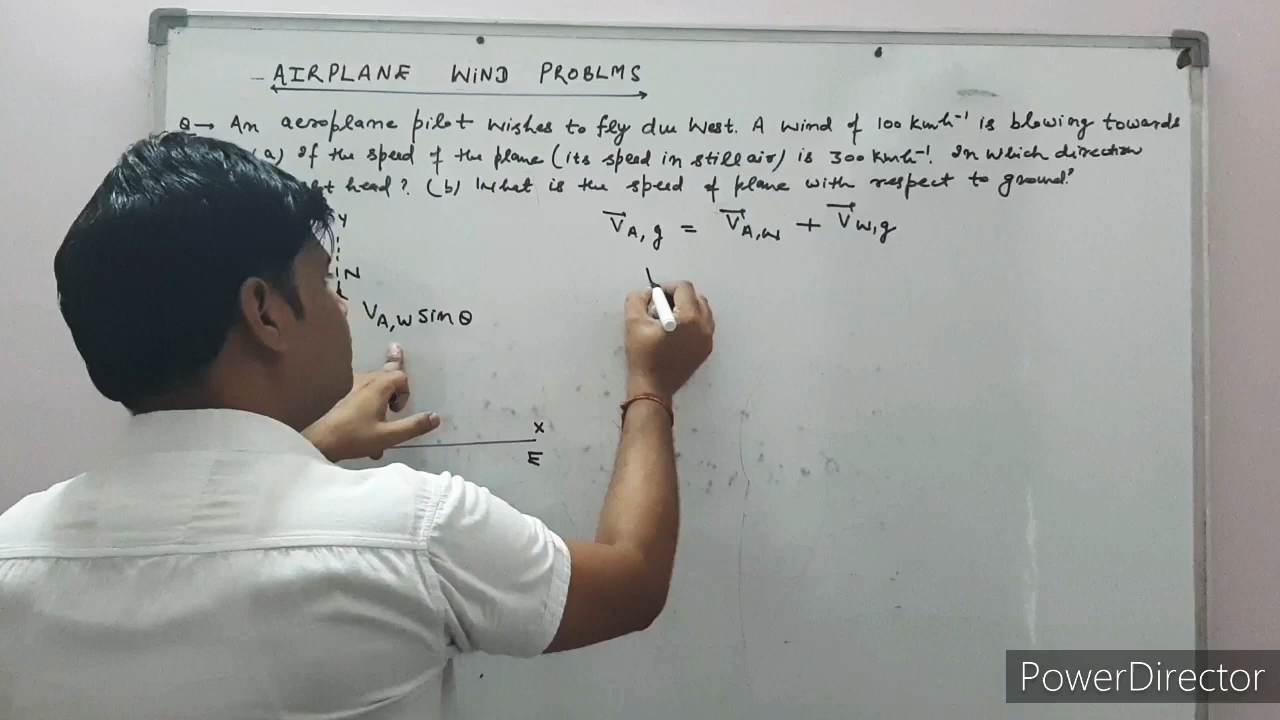 AIRPLANE WIND PROBLMS
Q→ An aeroplane pilot wishes to fly due West. A wind of 100 Kmh⁻¹ is blowing towards
(a) If the speed of the plane (its speed in still air) is 300 Kmh⁻¹. In which direction
head? (b) What is the speed of plane with respect to ground?
y
V⃗A,g = V⃗A,w + V⃗w,g
N
VA,w sinθ
x
E
PowerDirector